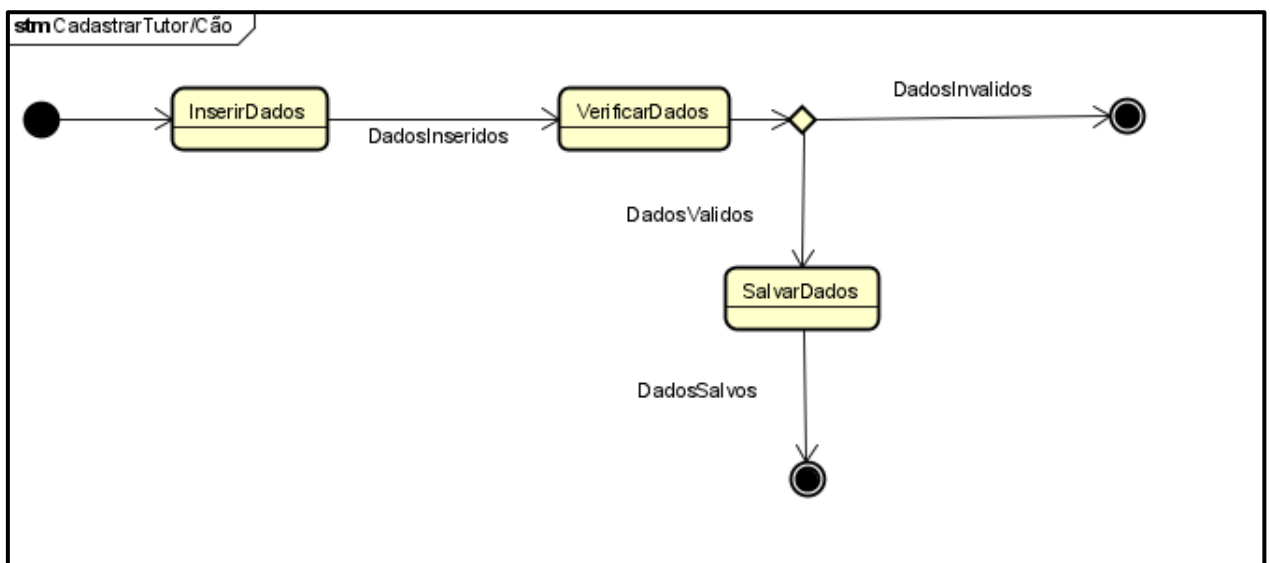 stm CadastrarTutor/Cão
InserirDados
DadosInseridos
VerificarDados
DadosInvalidos
DadosValidos
SalvarDados
DadosSalvos